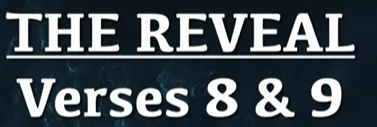 THE REVEAL
Verses 8 & 9